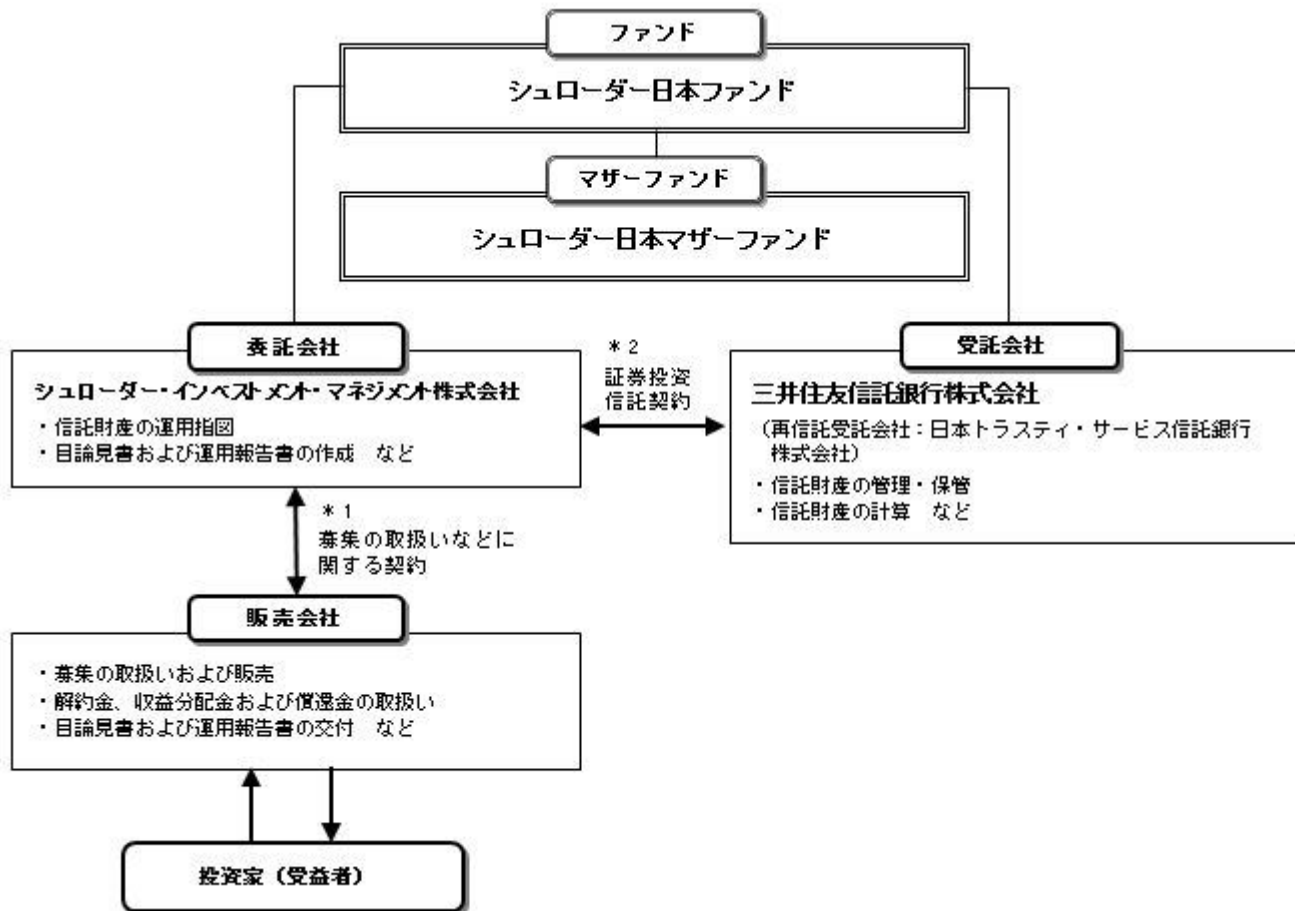 ファンド
シュローダー日本ファンド
マザーファンド
シュローダー日本マザーファンド
委託会社
シュローダー・インベストメント・マネジメント株式会社
・信託財産の運用指図
・目論見書および運用報告書の作成　など
＊2
証券投資
信託契約
受託会社
三井住友信託銀行株式会社
（再信託受託会社：日本トラスティ・サービス信託銀行
株式会社）
・信託財産の管理・保管
・信託財産の計算　など
＊1
募集の取扱いなどに
関する契約
販売会社
・募集の取扱いおよび販売
・解約金、収益分配金および償還金の取扱い
・目論見書および運用報告書の交付　など
投資家（受益者）